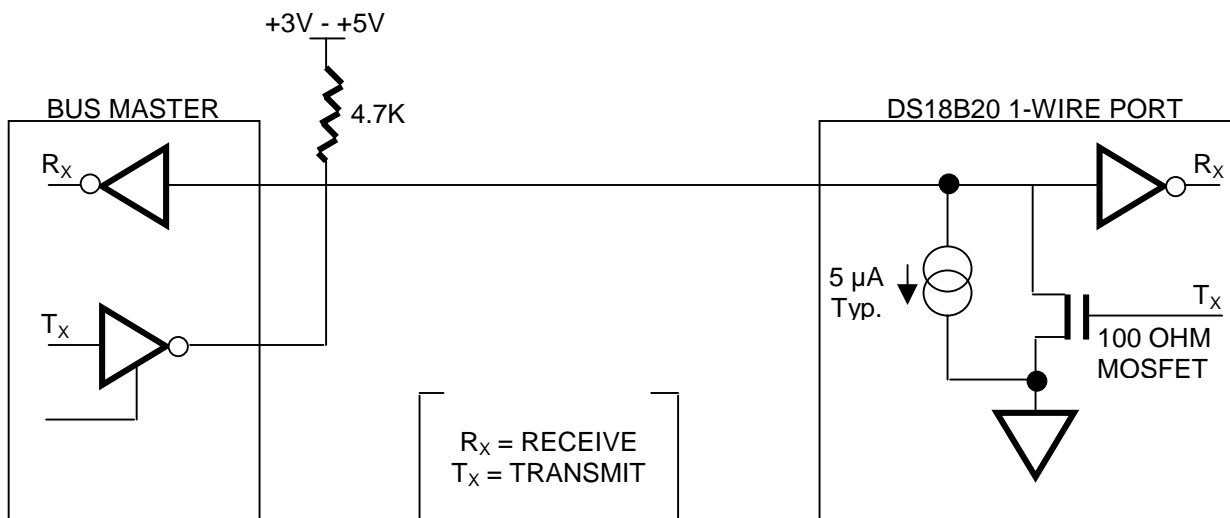 +3V - +5V
BUS MASTER
4.7K
DS18B20 1-WIRE PORT
RX
RX
5 µA
Typ.
TX
TX
100 OHM
MOSFET
RX = RECEIVE
TX = TRANSMIT